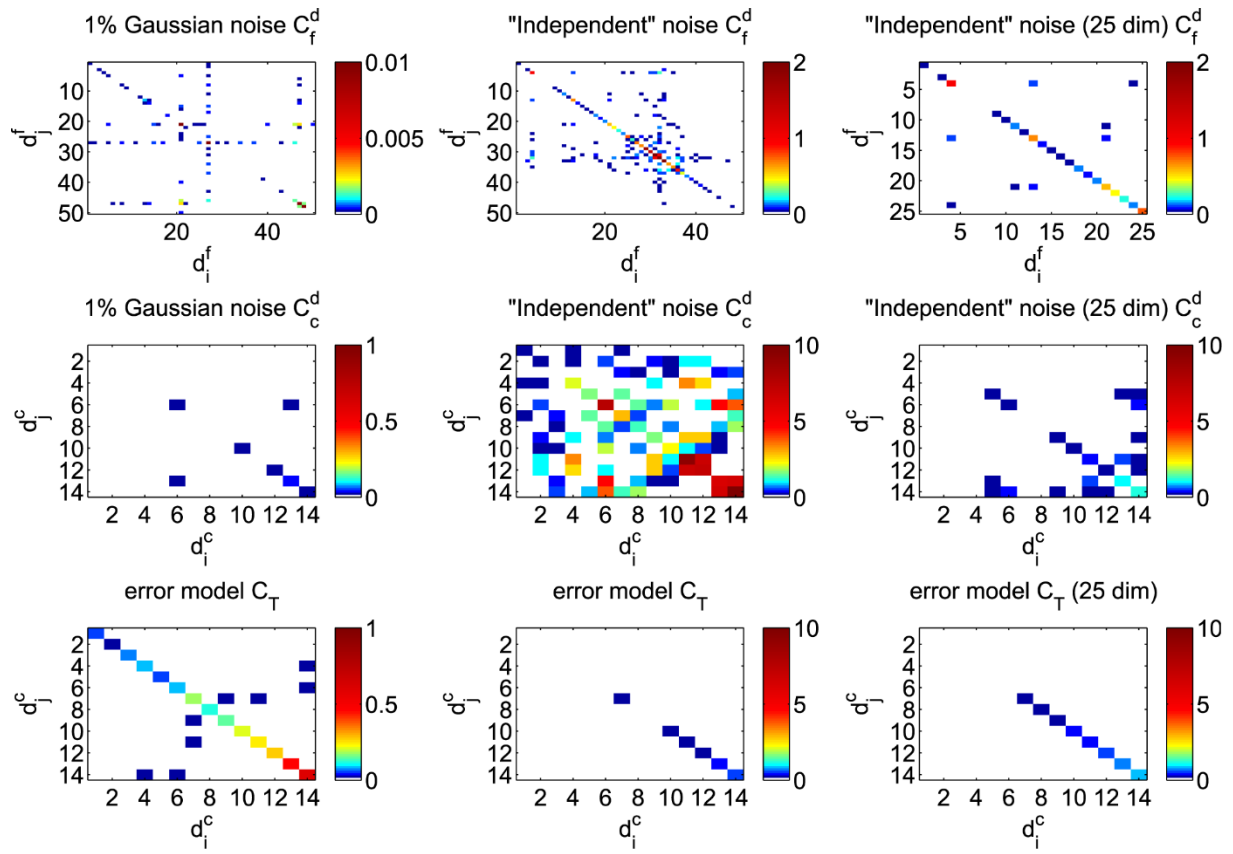 1% Gaussian noise C_f^d
10
20
30
40
50
20 40
0.01
0.005
0
d_j^f
d_i^f
"Independent" noise C_f^d
10
20
30
40
50
20 40
2
1
0
d_j^f
d_i^f
"Independent" noise (25 dim) C_f^d
5
10
15
20
25
5 10 15 20 25
2
1
0
d_j^f
d_i^f
1% Gaussian noise C_c^d
2
4
6
8
10
12
14
2 4 6 8 10 12 14
1
0.5
0
d_j^c
d_i^c
"Independent" noise C_c^d
2
4
6
8
10
12
14
2 4 6 8 10 12 14
10
5
0
d_j^c
d_i^c
"Independent" noise (25 dim) C_c^d
2
4
6
8
10
12
14
2 4 6 8 10 12 14
10
5
0
d_j^c
d_i^c
error model C_T
2
4
6
8
10
12
14
2 4 6 8 10 12 14
1
0.5
0
d_j^c
d_i^c
error model C_T
2
4
6
8
10
12
14
2 4 6 8 10 12 14
10
5
0
d_j^c
d_i^c
error model C_T (25 dim)
2
4
6
8
10
12
14
2 4 6 8 10 12 14
10
5
0
d_j^c
d_i^c